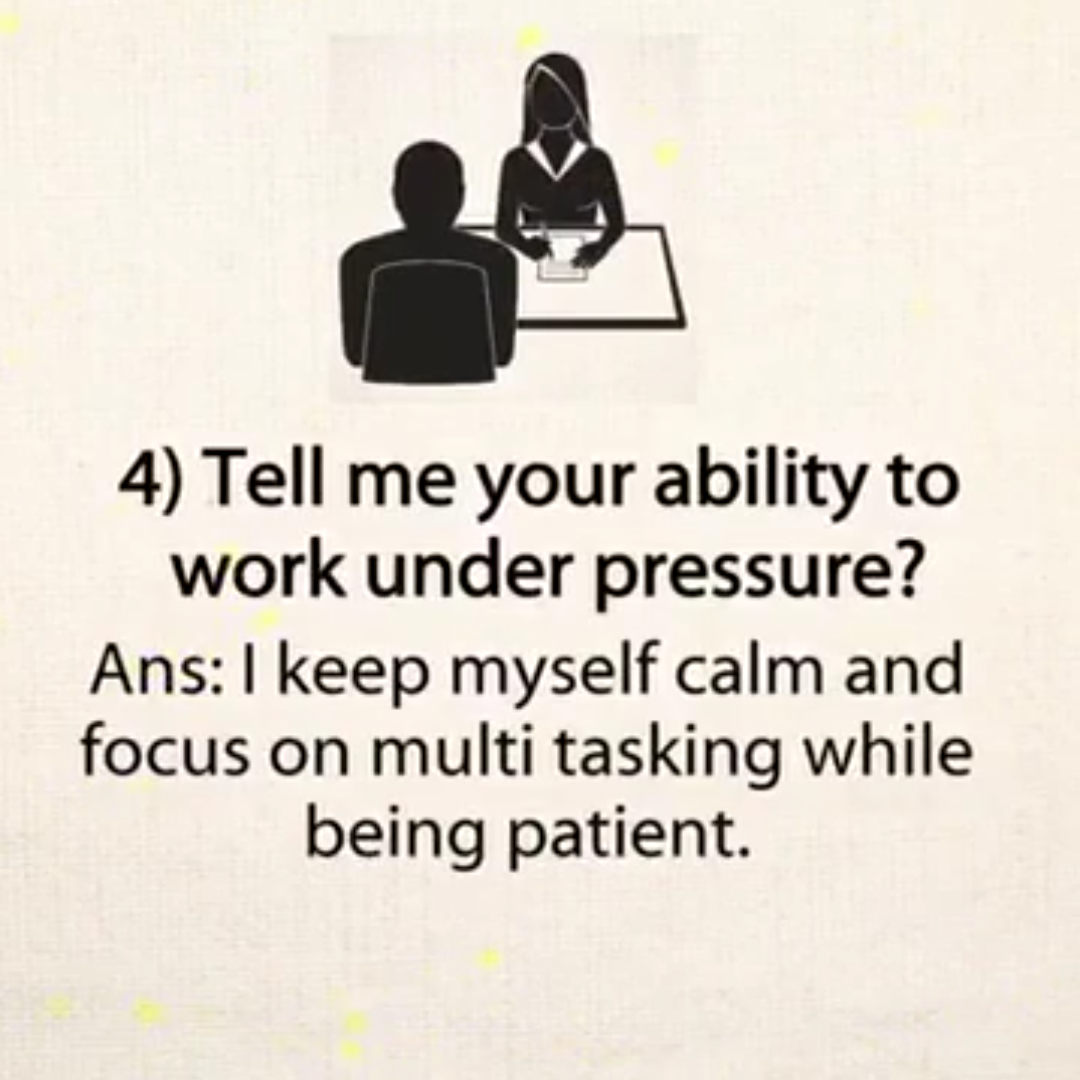 4) Tell me your ability to
work under pressure?
Ans: I keep myself calm and
focus on multi tasking while
being patient.